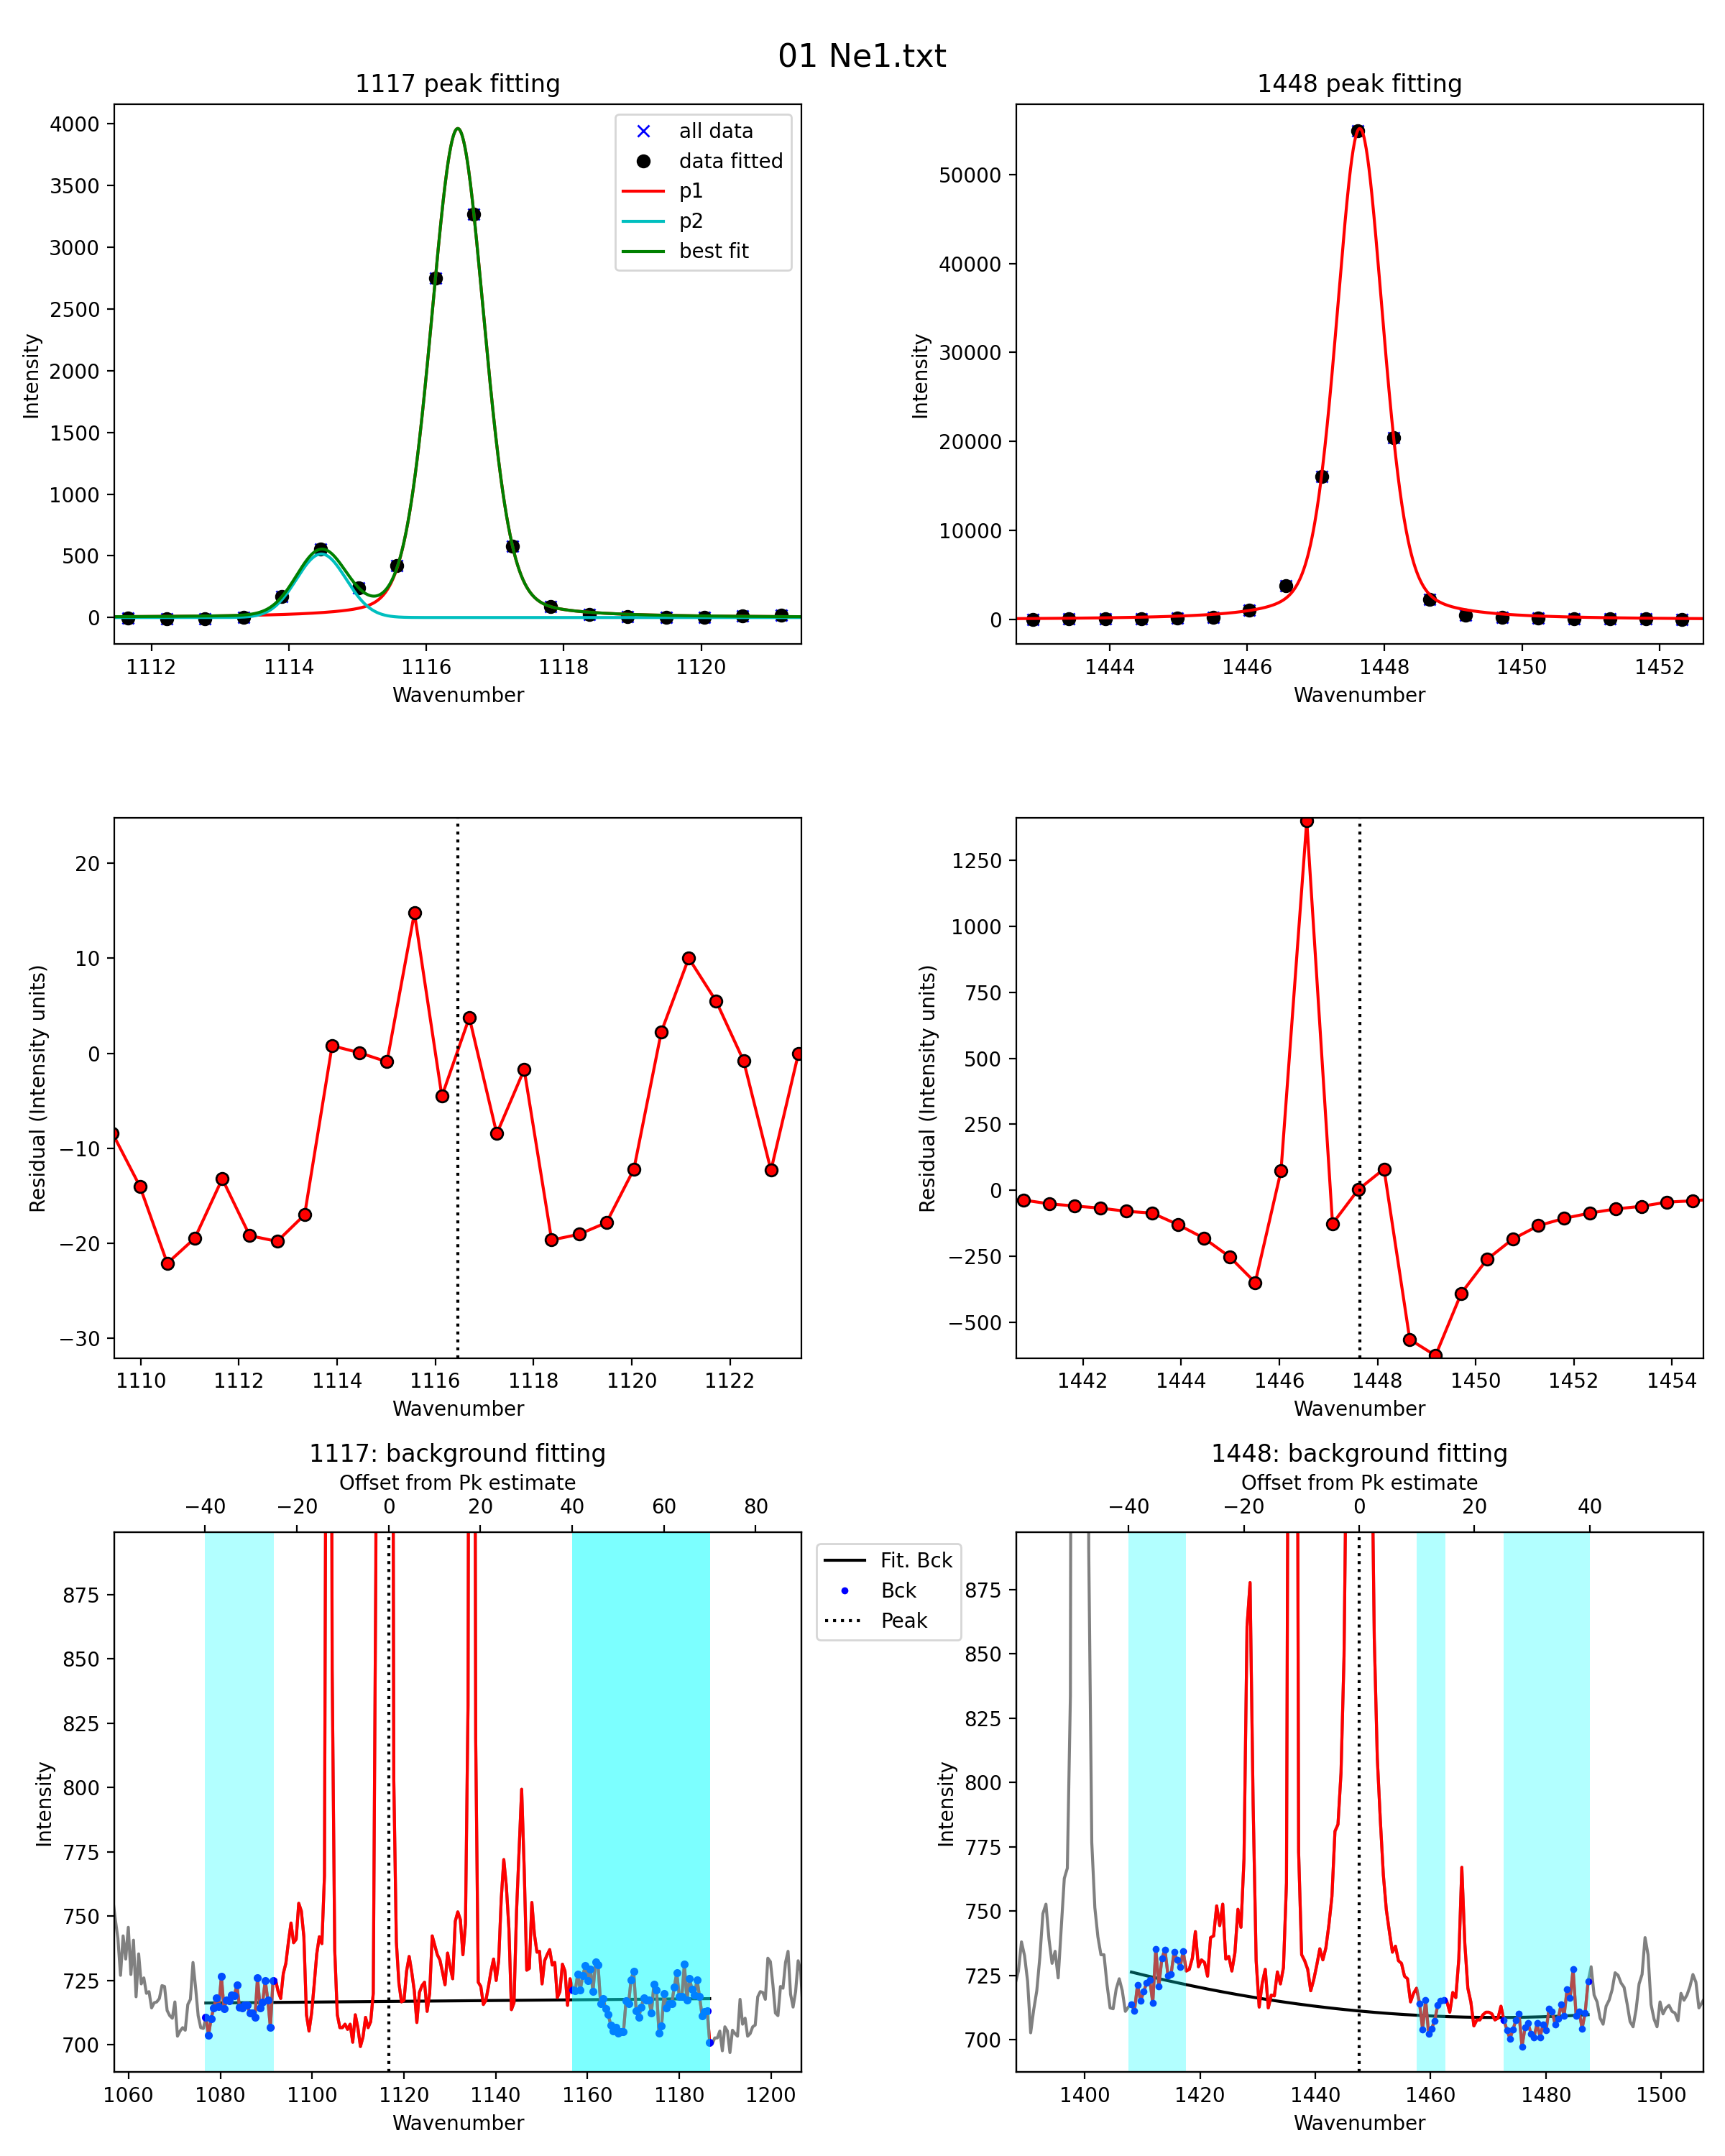 01 Ne1.txt
1117 peak fitting
4000
3500
3000
2500
2000
1500
1000
500
0
Intensity
all data
data fitted
p1
p2
best fit
1112 1114 1116 1118 1120
Wavenumber
1448 peak fitting
50000
40000
30000
20000
10000
0
Intensity
1444 1446 1448 1450 1452
Wavenumber
20
10
0
−10
−20
−30
Residual (Intensity units)
1110 1112 1114 1116 1118 1120 1122
Wavenumber
1250
1000
750
500
250
0
−250
−500
Residual (Intensity units)
1442 1444 1446 1448 1450 1452 1454
Wavenumber
1117: background fitting
Offset from Pk estimate
−40 −20 0 20 40 60 80
875
850
825
800
775
750
725
700
Intensity
1060 1080 1100 1120 1140 1160 1180 1200
Wavenumber
Fit. Bck
Bck
Peak
1448: background fitting
Offset from Pk estimate
−40 −20 0 20 40
875
850
825
800
775
750
725
700
Intensity
1400 1420 1440 1460 1480 1500
Wavenumber